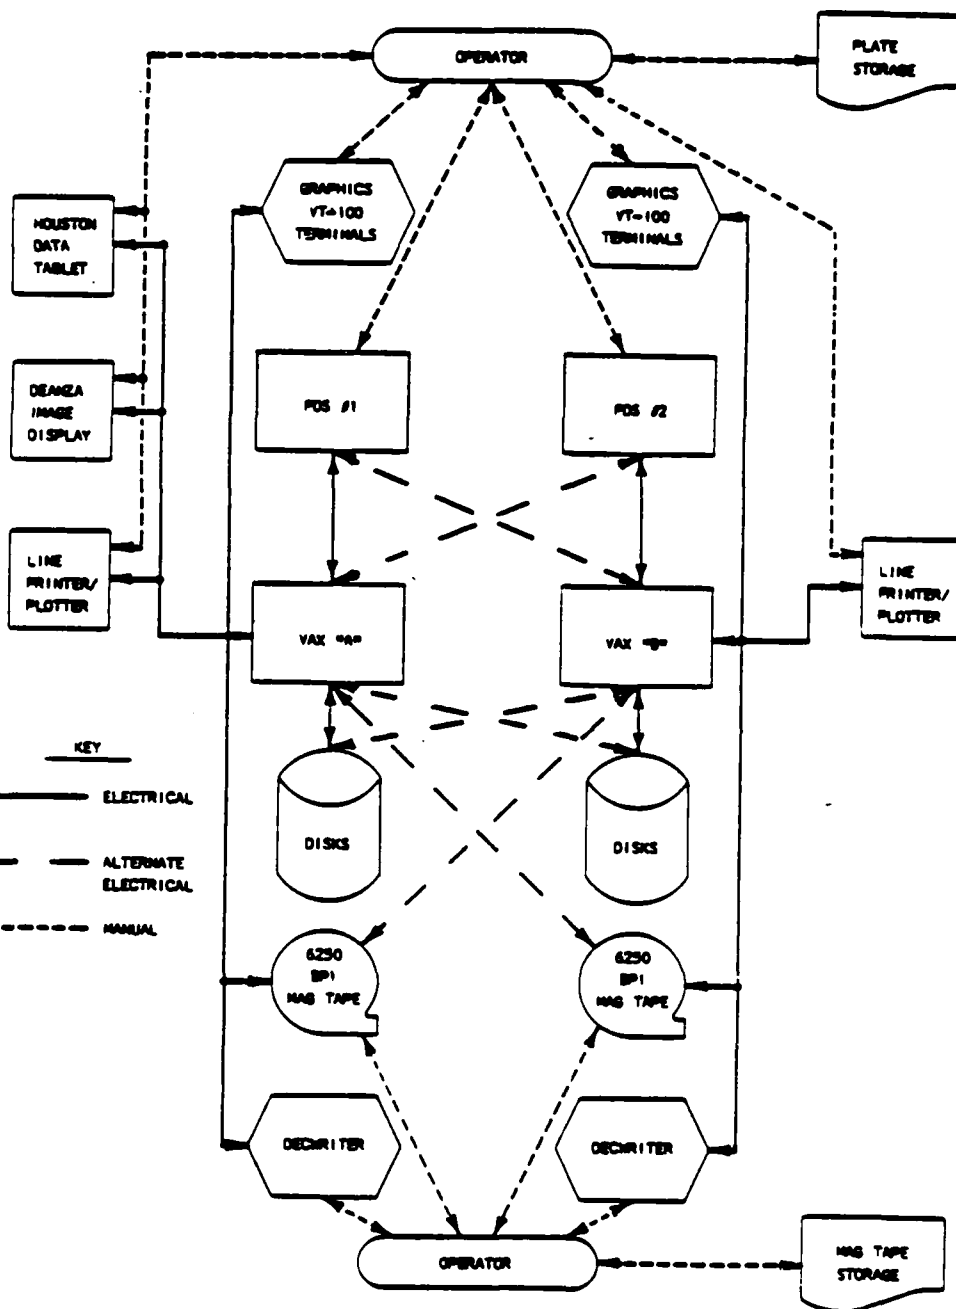 OPERATOR
PLATE
STORAGE
GRAPHICS
VT-100
TERMINALS
GRAPHICS
VT-100
TERMINALS
HOUSTON
DATA
TABLET
DEANZA
IMAGE
DISPLAY
PDS #1
PDS #2
LINE
PRINTER/
PLOTTER
LINE
PRINTER/
PLOTTER
VAX "A"
VAX "B"
KEY
ELECTRICAL
ALTERNATE
ELECTRICAL
MANUAL
DISKS
DISKS
6250
BPI
MAG TAPE
6250
BPI
MAG TAPE
DECWRITER
DECWRITER
OPERATOR
MAG TAPE
STORAGE